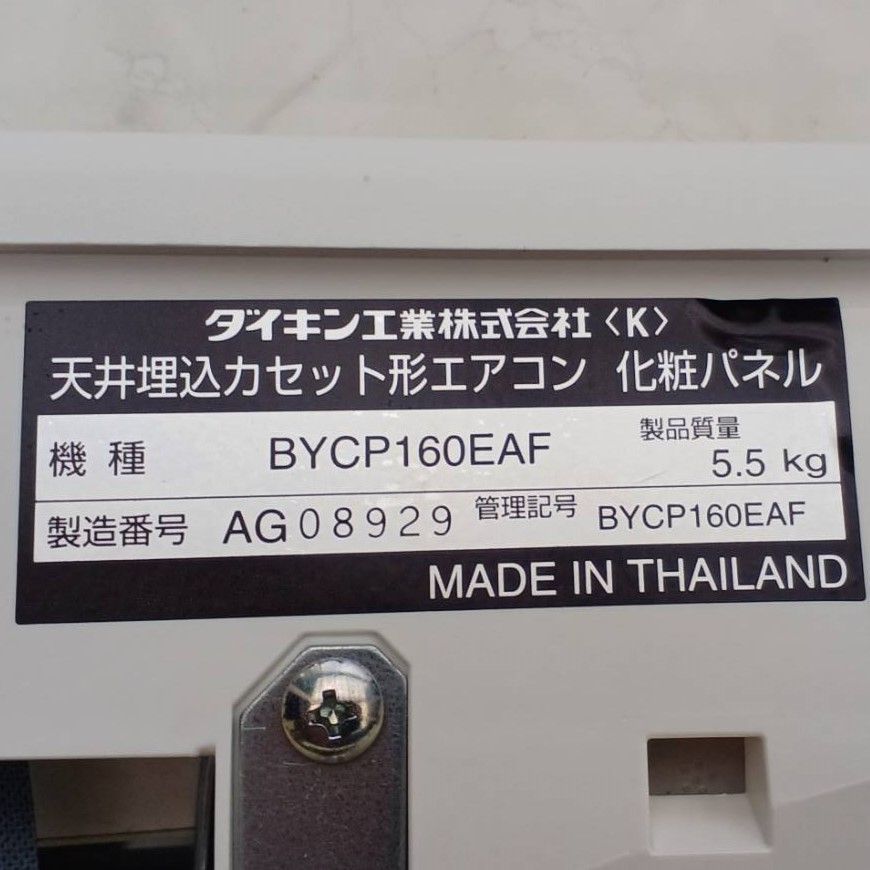 ダイキン工業株式会社〈K〉
天井埋込カセット形エアコン 化粧パネル
機種 BYCP160EAF 製品質量 5.5 kg
製造番号 AG08929 管理記号 BYCP160EAF
MADE IN THAILAND